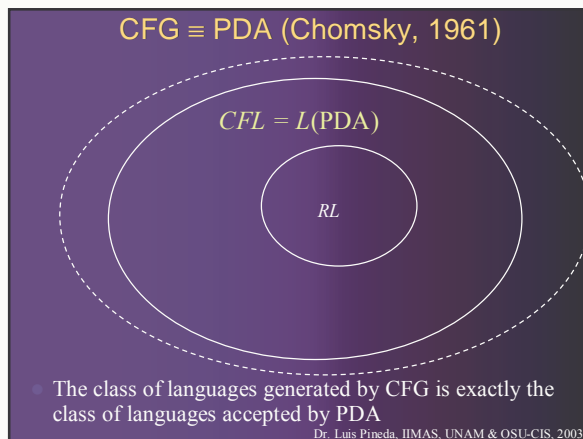 CFG ≡ PDA (Chomsky, 1961)
CFL = L(PDA)
RL
The class of languages generated by CFG is exactly the
class of languages accepted by PDA
Dr. Luis Pineda, IIMAS, UNAM & OSU-CIS, 2003